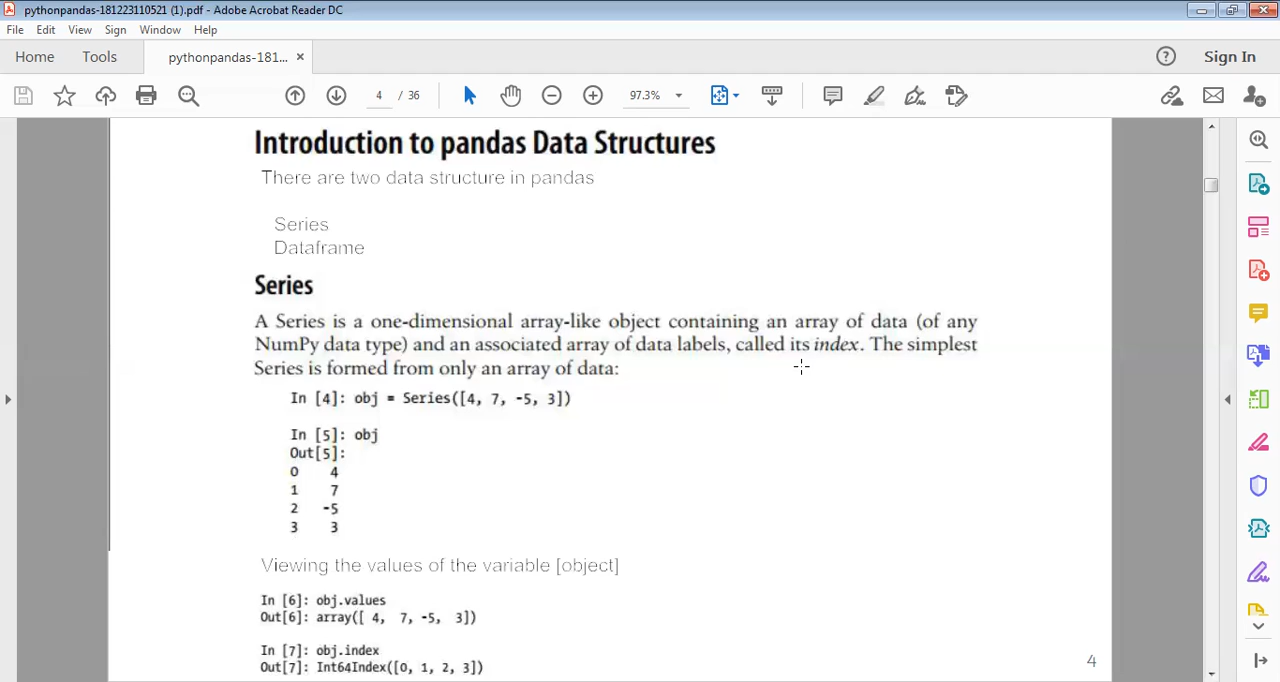 pythonpandas-181223110521 (1).pdf - Adobe Acrobat Reader DC
File Edit View Sign Window Help
Home Tools pythonpandas-181... × Sign In
4 / 36 97.3%
Introduction to pandas Data Structures
There are two data structure in pandas
Series
Dataframe
Series
A Series is a one-dimensional array-like object containing an array of data (of any
NumPy data type) and an associated array of data labels, called its index. The simplest
Series is formed from only an array of data:
In [4]: obj = Series([4, 7, -5, 3])
In [5]: obj
Out[5]:
0 4
1 7
2 -5
3 3
Viewing the values of the variable [object]
In [6]: obj.values
Out[6]: array([ 4, 7, -5, 3])
In [7]: obj.index
Out[7]: Int64Index([0, 1, 2, 3])
4